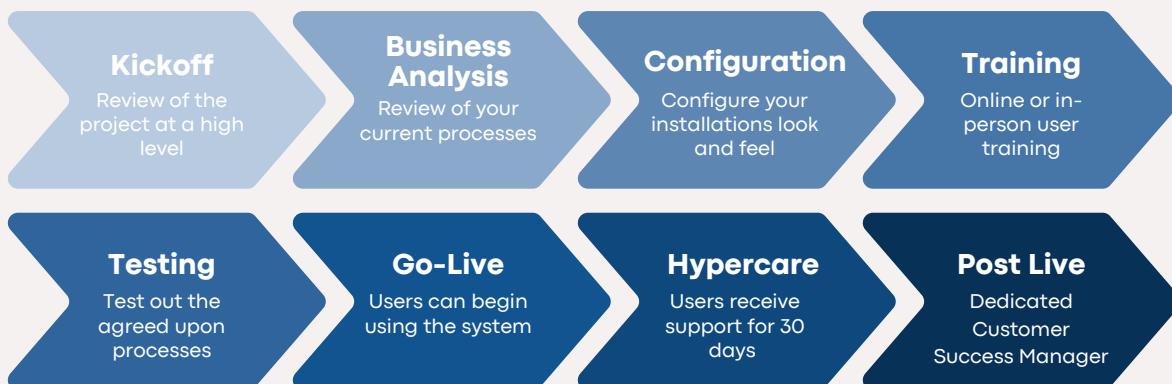 Kickoff
Review of the
project at a high
level
Business
Analysis
Review of your
current processes
Configuration
Configure your
installations look
and feel
Training
Online or in-
person user
training
Testing
Test out the
agreed upon
processes
Go-Live
Users can begin
using the system
Hypercare
Users receive
support for 30
days
Post Live
Dedicated
Customer
Success Manager